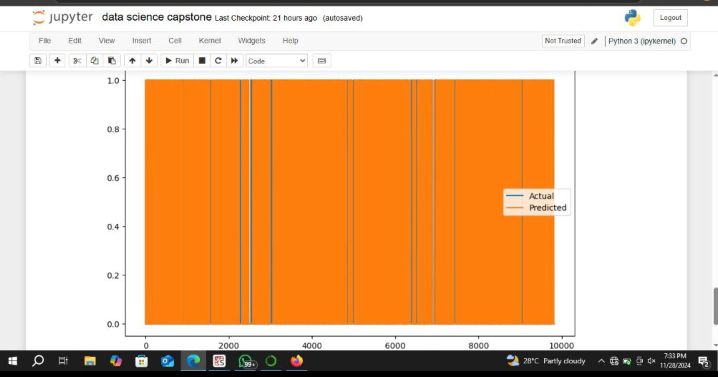 jupyter data science capstone Last Checkpoint: 21 hours ago (autosaved) Logout
File Edit View Insert Cell Kernel Widgets Help Not Trusted Python 3 (ipykernel)
Run Code
1.0
0.8
0.6
0.4
0.2
0.0
Actual
Predicted
0 2000 4000 6000 8000 10000
99+ 28°C Partly cloudy 7:33 PM
11/28/2024 2